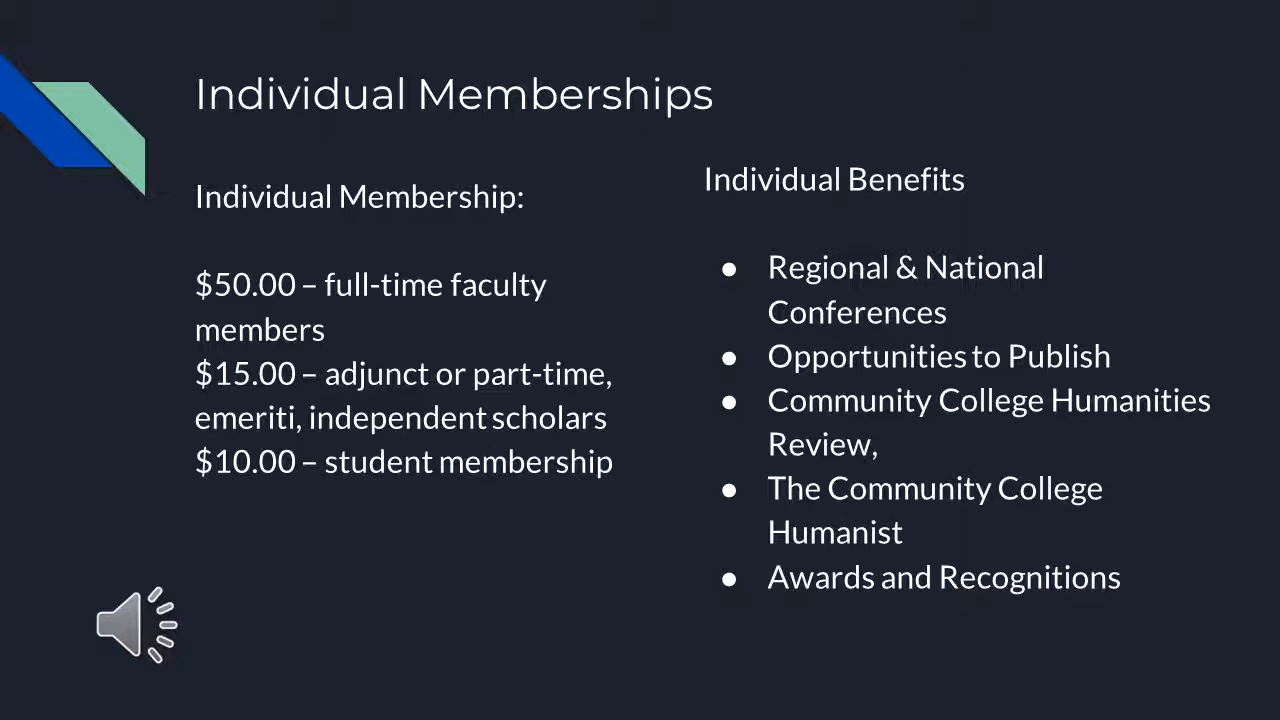 Individual Memberships
Individual Membership:
$50.00 – full-time faculty
members
$15.00 – adjunct or part-time,
emeriti, independent scholars
$10.00 – student membership
Individual Benefits
● Regional & National
Conferences
● Opportunities to Publish
● Community College Humanities
Review,
● The Community College
Humanist
● Awards and Recognitions